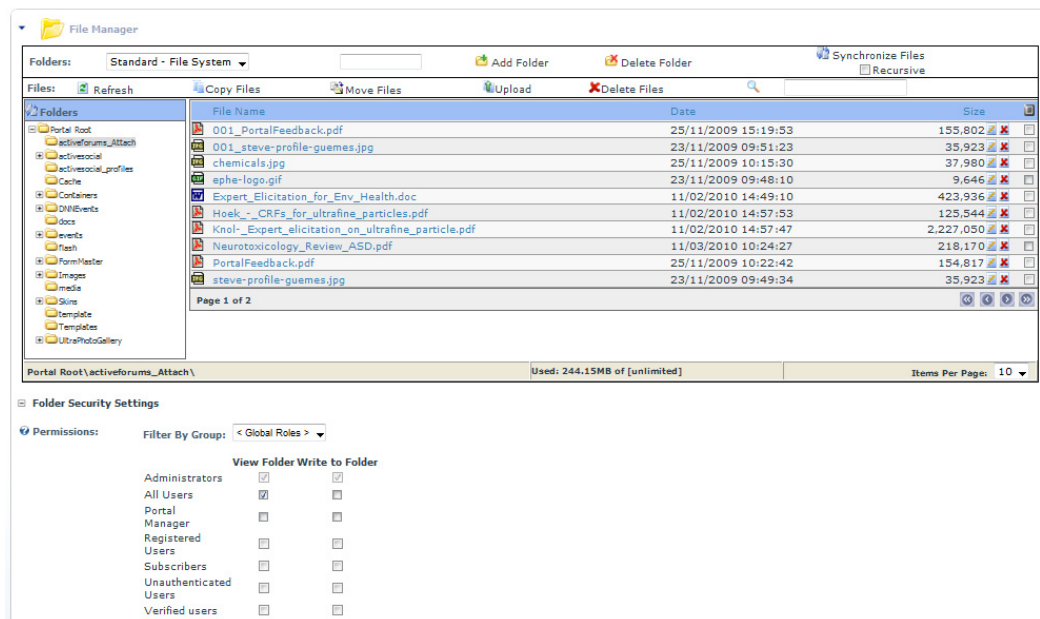 File Manager
Folders: Standard - File System Add Folder Delete Folder Synchronize Files
Recursive
Files: Refresh Copy Files Move Files Upload Delete Files
Folders File Name Date Size
Portal Root
activeforums_Attach
activesocial
activesocial_profiles
Cache
Containers
DNNEvents
docs
events
flash
FormMaster
Images
media
Skins
template
Templates
UltraPhotoGallery
001_PortalFeedback.pdf 25/11/2009 15:19:53 155,802
001_steve-profile-guemes.jpg 23/11/2009 09:51:23 35,923
chemicals.jpg 25/11/2009 10:15:30 37,980
ephe-logo.gif 23/11/2009 09:48:10 9,646
Expert_Elicitation_for_Env_Health.doc 11/02/2010 14:49:10 423,936
Hoek_-_CRFs_for_ultrafine_particles.pdf 11/02/2010 14:57:53 125,544
Knol-_Expert_elicitation_on_ultrafine_particle.pdf 11/02/2010 14:57:47 2,227,050
Neurotoxicology_Review_ASD.pdf 11/03/2010 10:24:27 218,170
PortalFeedback.pdf 25/11/2009 10:22:42 154,817
steve-profile-guemes.jpg 23/11/2009 09:49:34 35,923
Page 1 of 2
Portal Root\activeforums_Attach\ Used: 244.15MB of [unlimited] Items Per Page: 10
Folder Security Settings
Permissions: Filter By Group: < Global Roles >
View Folder Write to Folder
Administrators
All Users
Portal
Manager
Registered
Users
Subscribers
Unauthenticated
Users
Verified users